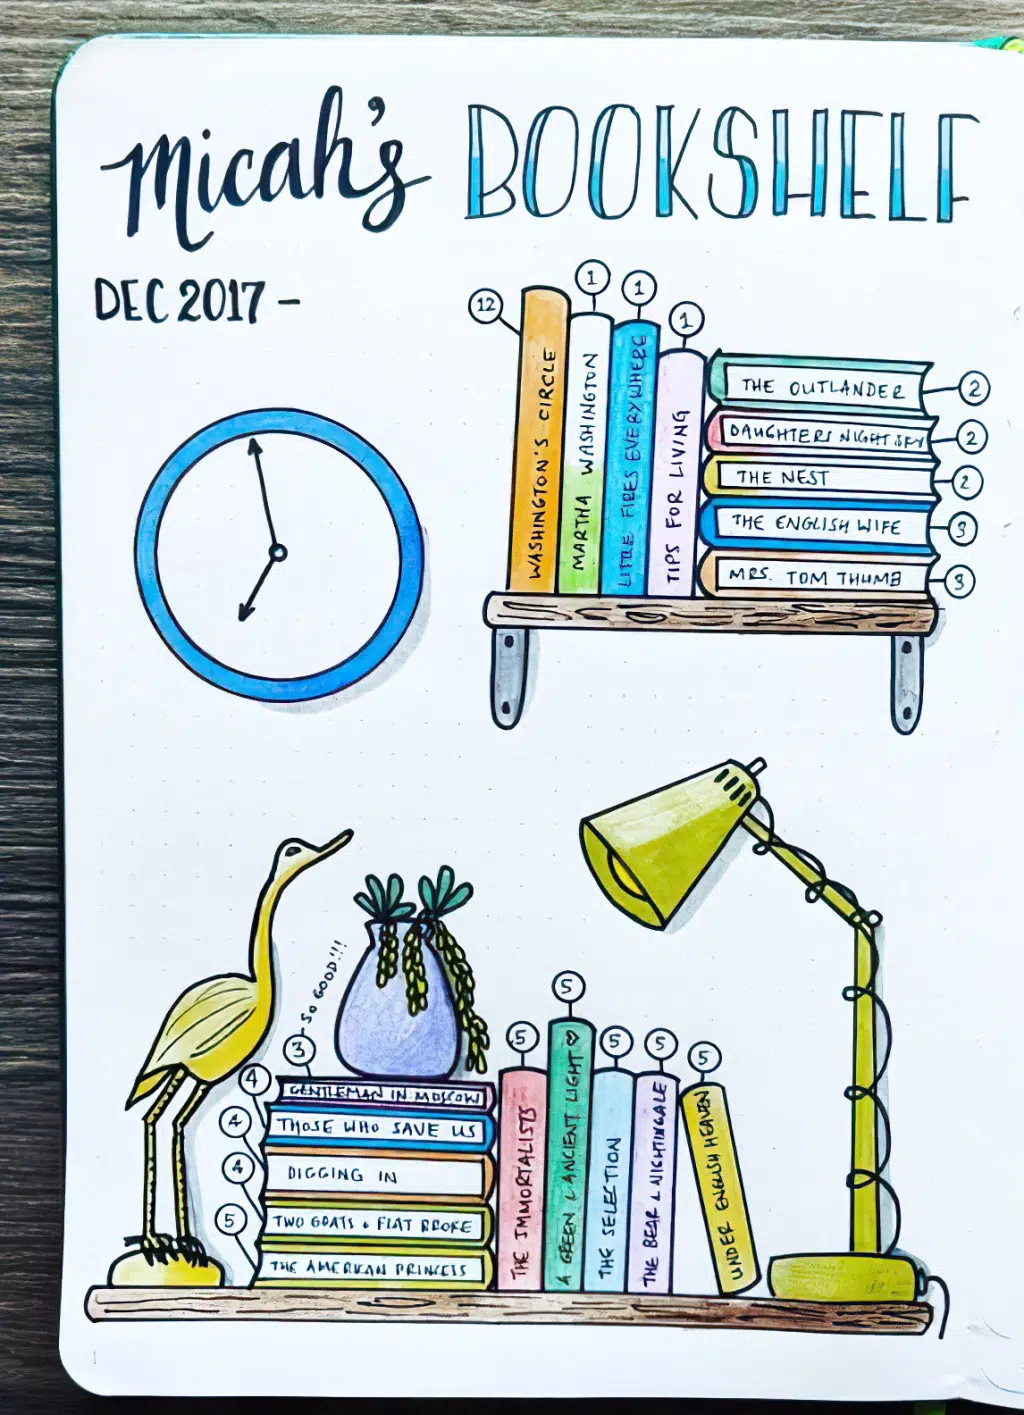 Micah's BOOKSHELF
DEC 2017 –
12
1
1
1
WASHINGTON'S CIRCLE
MARTHA WASHINGTON
LITTLE FIRES EVERYWHERE
TIPS FOR LIVING
THE OUTLANDER
2
DAUGHTERS NIGHT SKY
2
THE NEST
2
THE ENGLISH WIFE
3
MRS. TOM THUMB
3
SO GOOD!!!
3
GENTLEMAN IN MOSCOW
4
THOSE WHO SAVE US
4
DIGGING IN
4
TWO GOATS & FLAT BROKE
5
THE AMERICAN PRINCESS
5
THE IMMORTALISTS
5
A GREEN & ANCIENT LIGHT ♡
5
THE SELECTION
5
THE BEAR & NIGHTINGALE
5
UNDER ENGLISH HEAVEN